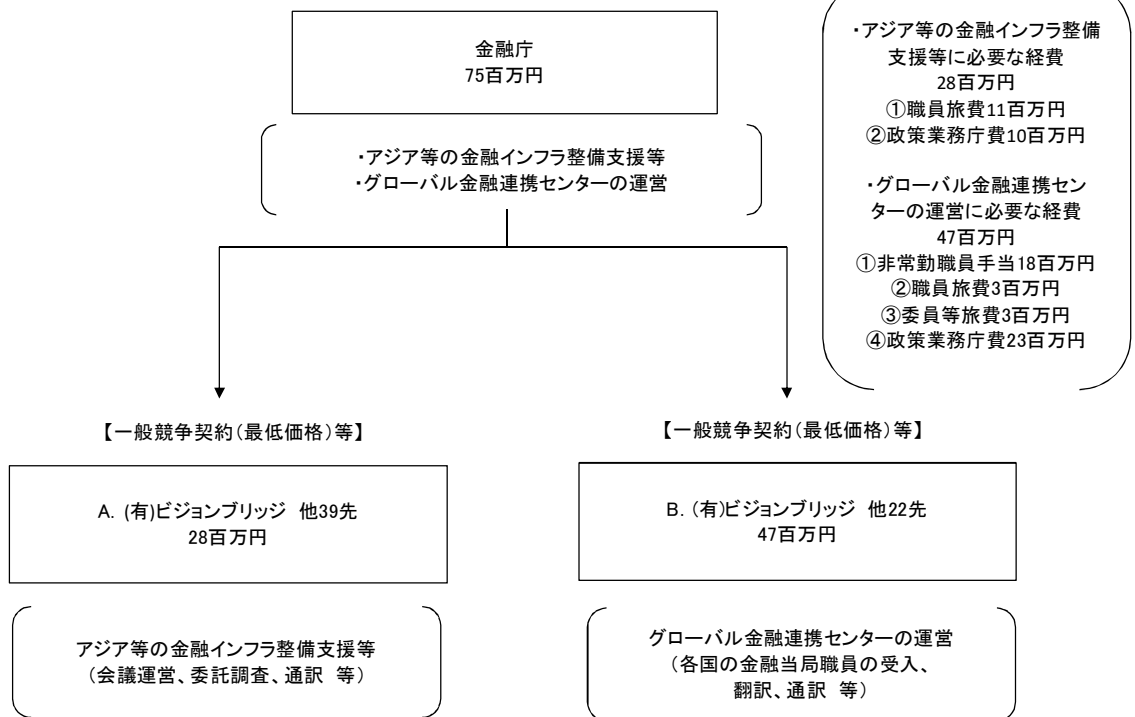 金融庁
75百万円
・アジア等の金融インフラ整備支援等
・グローバル金融連携センターの運営
・アジア等の金融インフラ整備
支援等に必要な経費
28百万円
①職員旅費11百万円
②政策業務庁費10百万円
・グローバル金融連携セン
ターの運営に必要な経費
47百万円
①非常勤職員手当18百万円
②職員旅費3百万円
③委員等旅費3百万円
④政策業務庁費23百万円
【一般競争契約(最低価格)等】
A. (有)ビジョンブリッジ 他39先
28百万円
アジア等の金融インフラ整備支援等
(会議運営、委託調査、通訳 等)
【一般競争契約(最低価格)等】
B. (有)ビジョンブリッジ 他22先
47百万円
グローバル金融連携センターの運営
(各国の金融当局職員の受入、
翻訳、通訳 等)